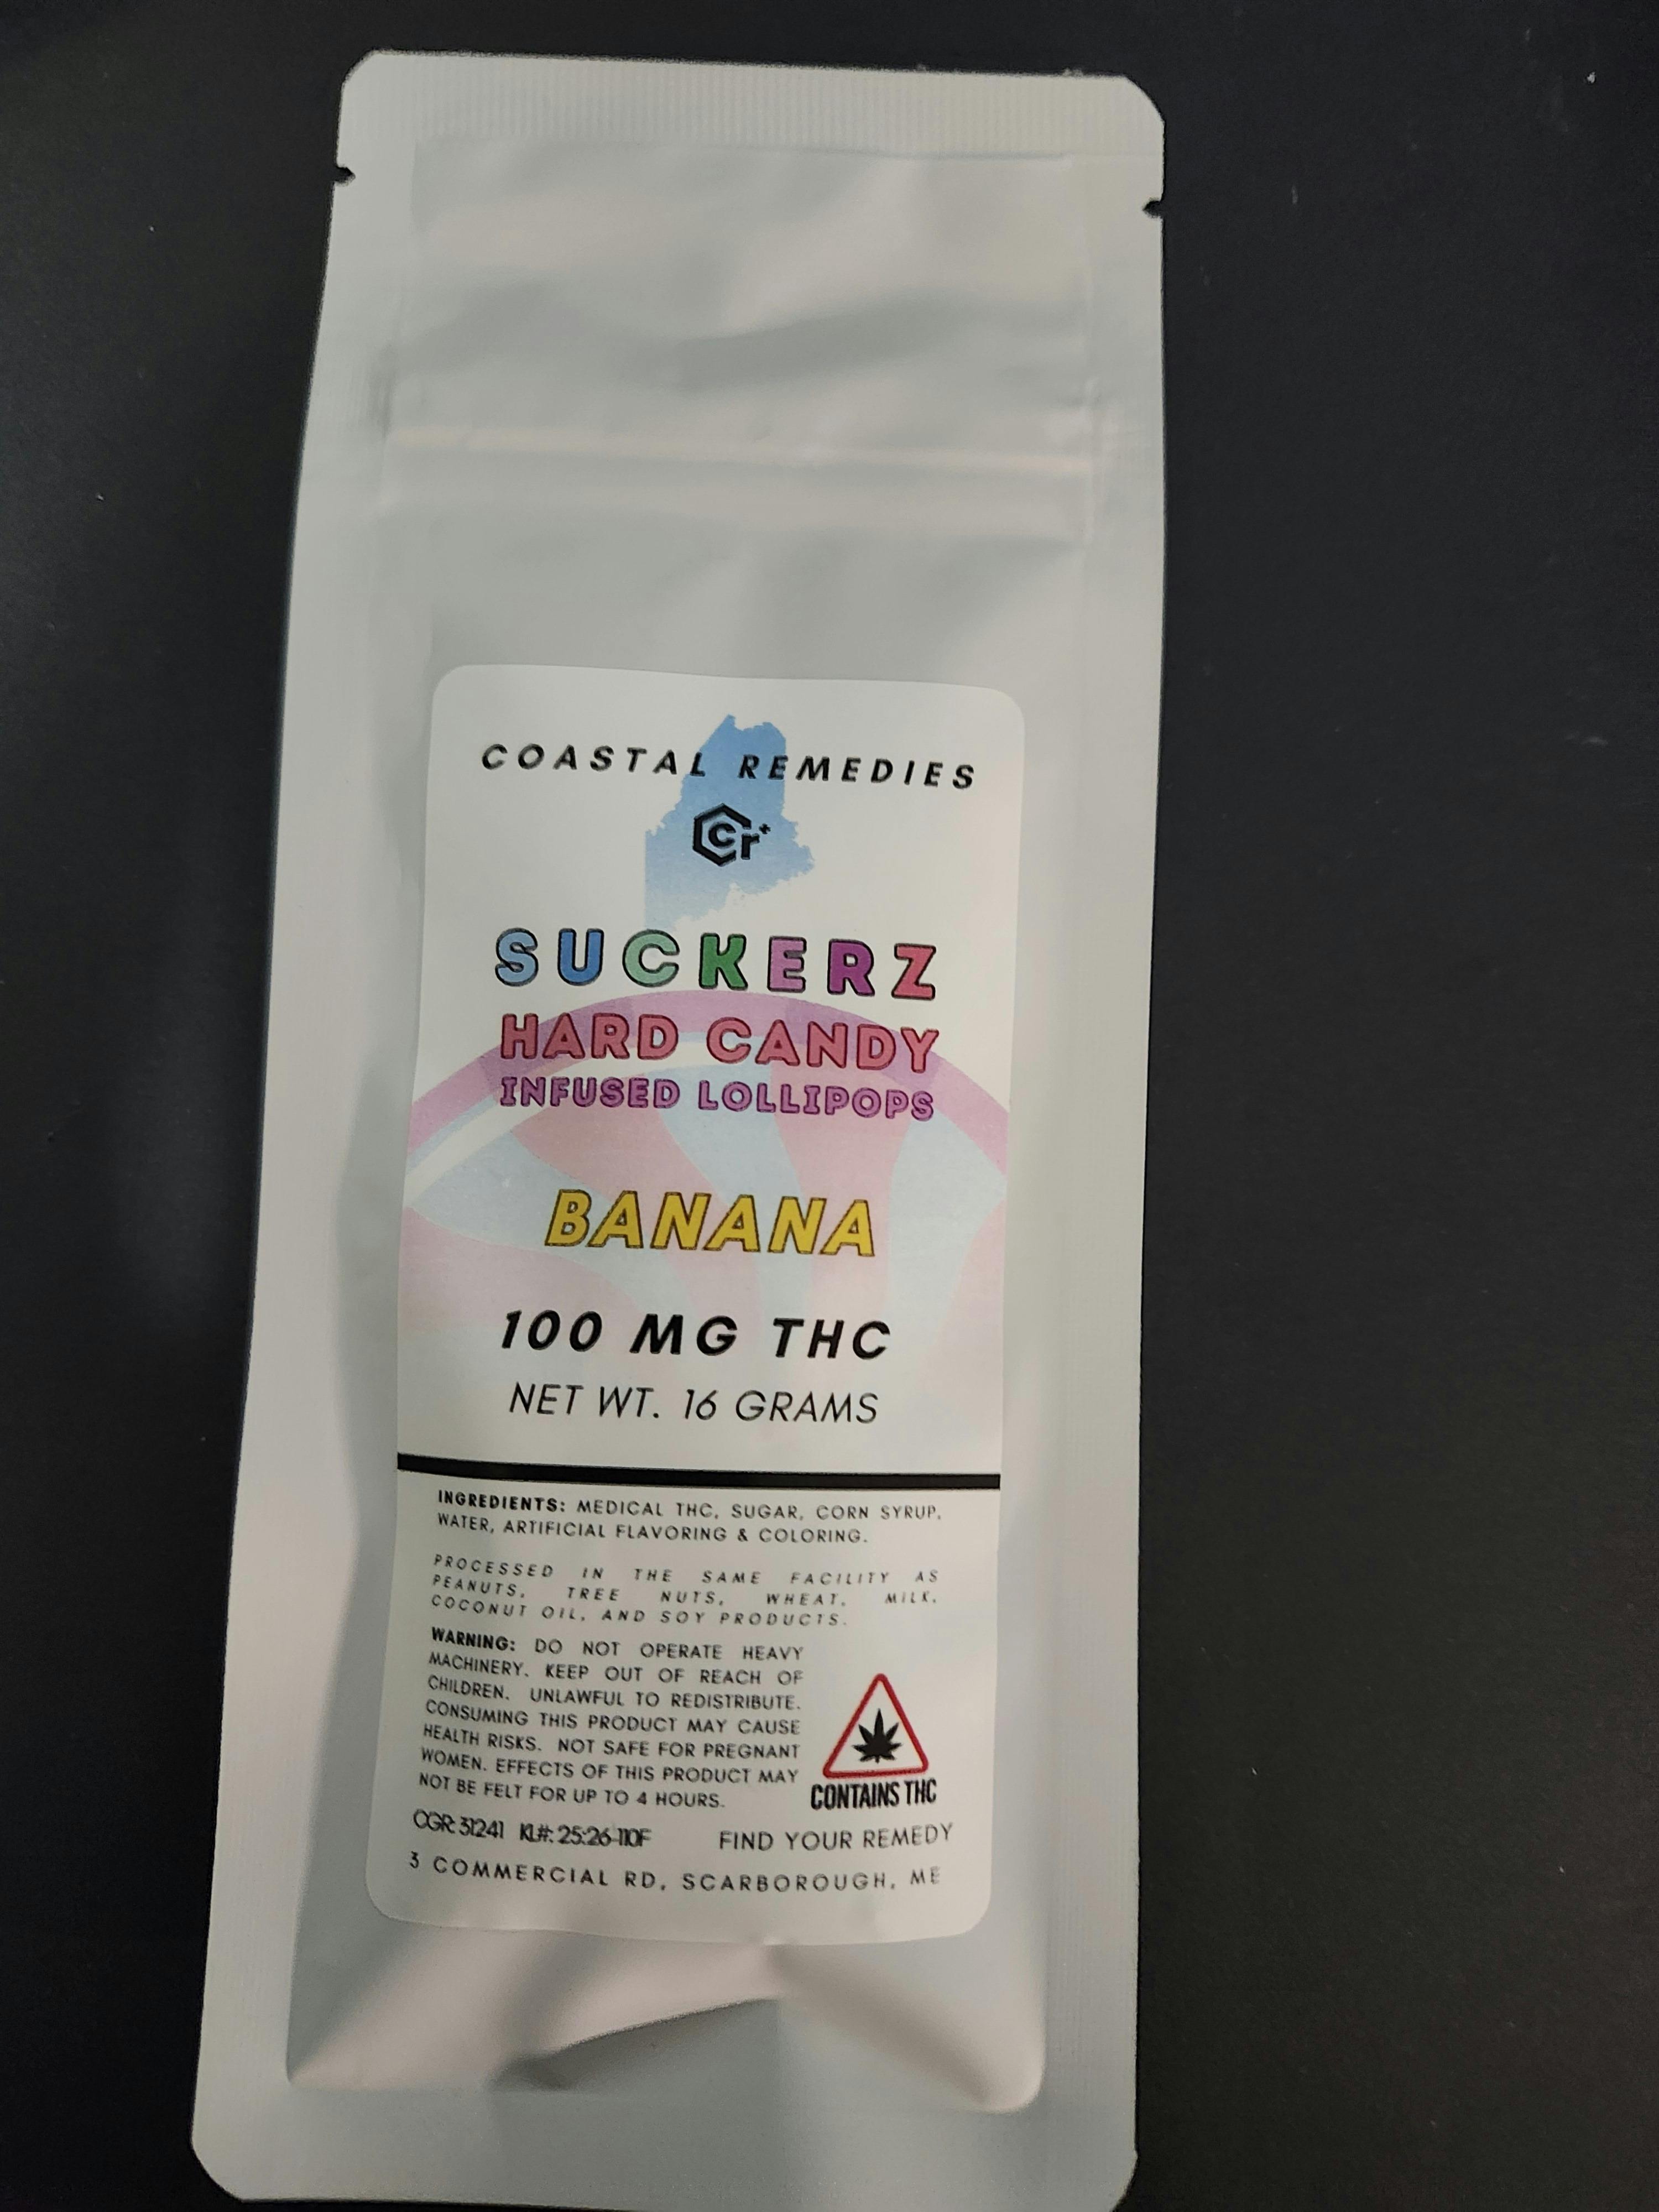 COASTAL REMEDIES
Cr+
SUCKERZ
HARD CANDY
INFUSED LOLLIPOPS
BANANA
100 MG THC
NET WT. 16 GRAMS
INGREDIENTS: MEDICAL THC, SUGAR, CORN SYRUP,
WATER, ARTIFICIAL FLAVORING & COLORING.
PROCESSED IN THE SAME FACILITY AS
PEANUTS, TREE NUTS, WHEAT, MILK,
COCONUT OIL, AND SOY PRODUCTS.
WARNING: DO NOT OPERATE HEAVY
MACHINERY. KEEP OUT OF REACH OF
CHILDREN. UNLAWFUL TO REDISTRIBUTE.
CONSUMING THIS PRODUCT MAY CAUSE
HEALTH RISKS. NOT SAFE FOR PREGNANT
WOMEN. EFFECTS OF THIS PRODUCT MAY
NOT BE FELT FOR UP TO 4 HOURS.
CONTAINS THC
CGR: 31241 KL#: 25:26-110F FIND YOUR REMEDY
3 COMMERCIAL RD, SCARBOROUGH, ME